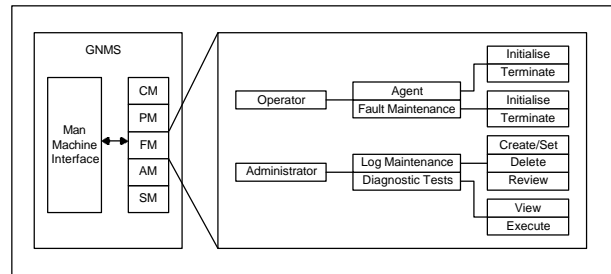 GNMS
Man
Machine
Interface
CM
PM
FM
AM
SM
Operator
Agent
Fault Maintenance
Initialise
Terminate
Initialise
Terminate
Administrator
Log Maintenance
Diagnostic Tests
Create/Set
Delete
Review
View
Execute